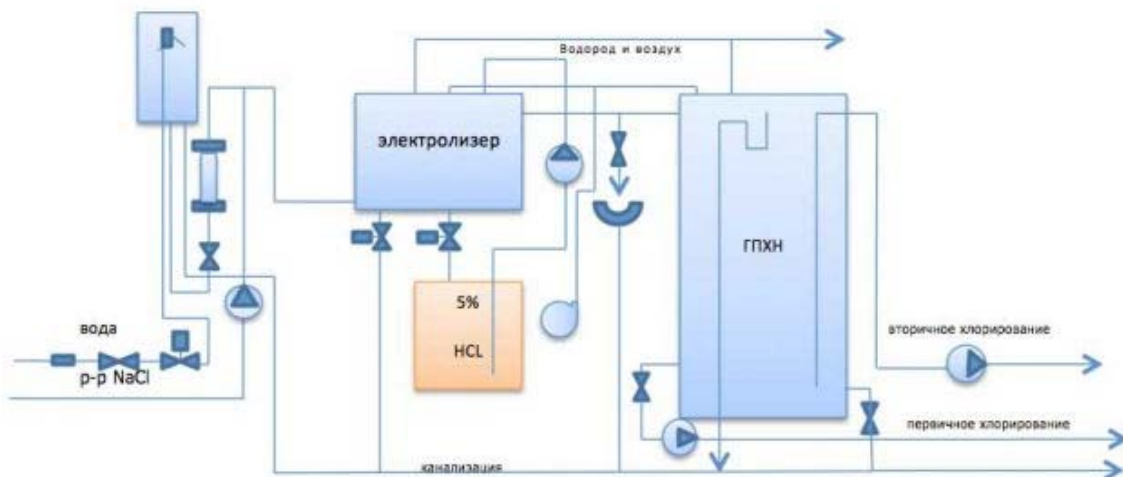 Водород и воздух
электролизер
ГПХН
5%
HCL
вода
р-р NaCl
вторичное хлорирование
первичное хлорирование
канализация